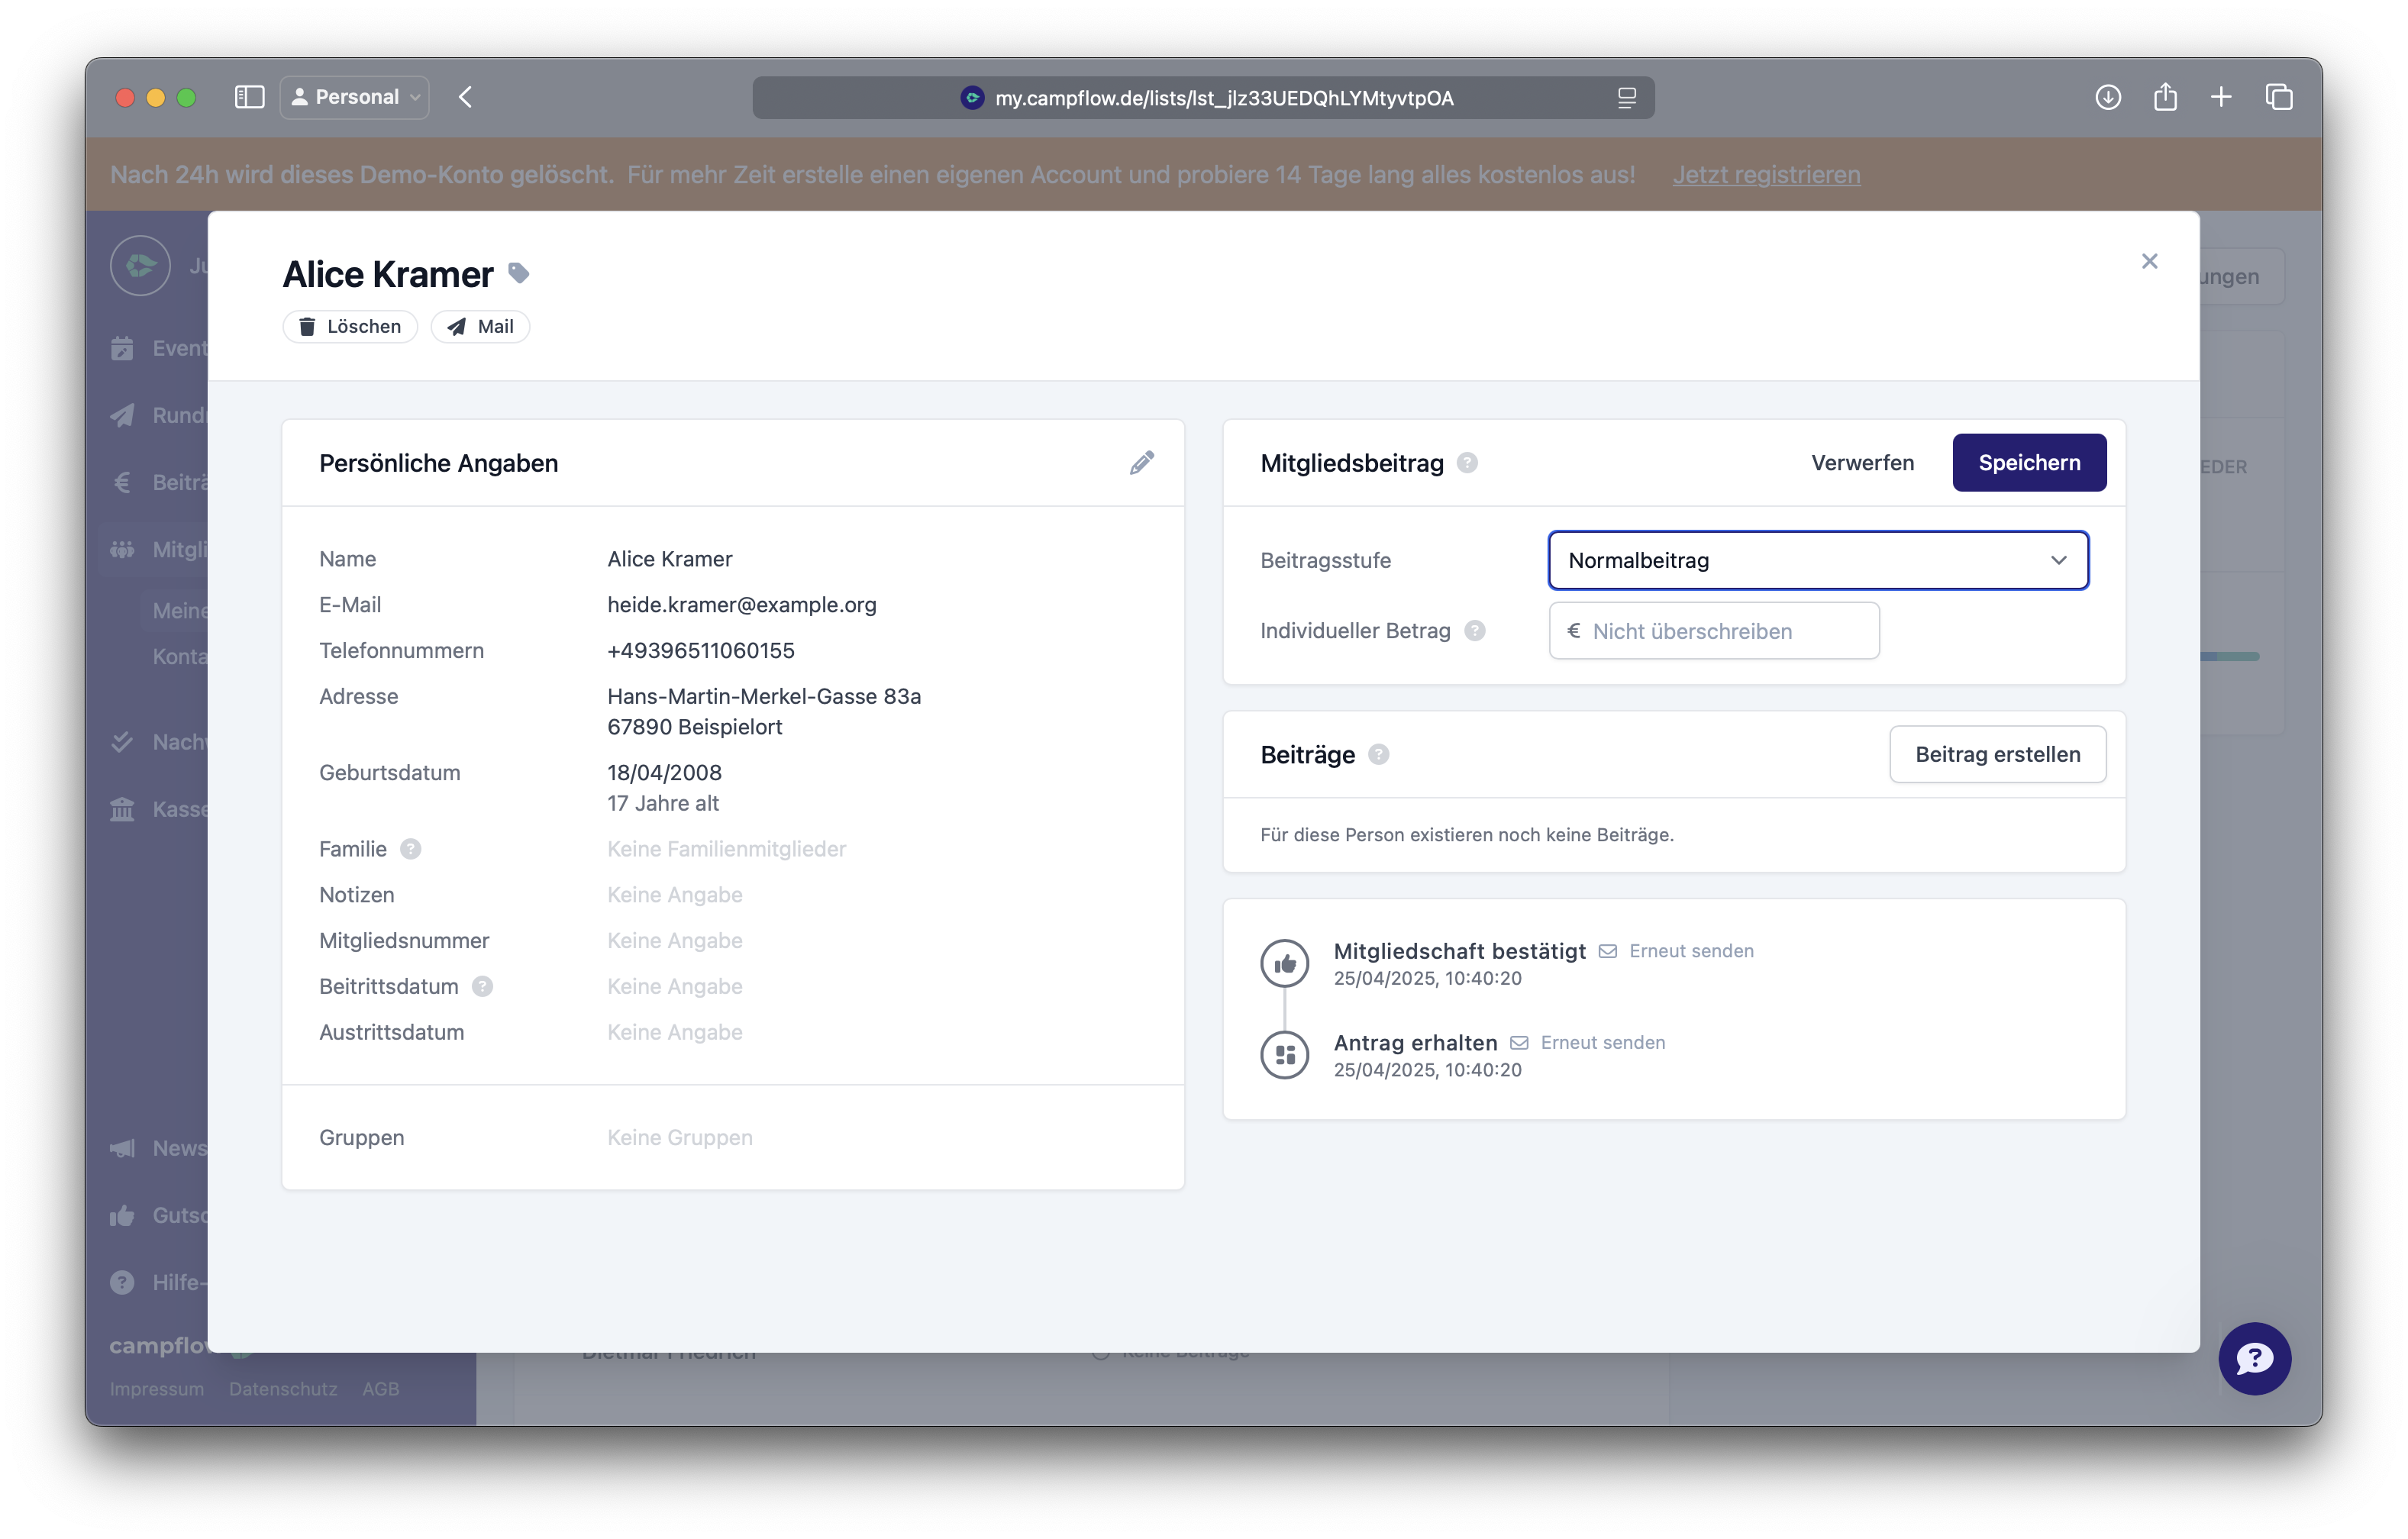 Personal
my.campflow.de/lists/lst_jlz33UEDQhLYMtyvtpOA
Nach 24h wird dieses Demo-Konto gelöscht. Für mehr Zeit erstelle einen eigenen Account und probiere 14 Tage lang alles kostenlos aus! Jetzt registrieren
Ju
ungen
Alice Kramer
Löschen
Mail
Event
Rund
Beiträ
Mitgli
Meine
Konta
Nach
Kasse
News
Guts
Hilfe-
campflow
Impressum Datenschutz AGB
EDER
Persönliche Angaben
Name Alice Kramer
E-Mail heide.kramer@example.org
Telefonnummern +49396511060155
Adresse Hans-Martin-Merkel-Gasse 83a
67890 Beispielort
Geburtsdatum 18/04/2008
17 Jahre alt
Familie ? Keine Familienmitglieder
Notizen Keine Angabe
Mitgliedsnummer Keine Angabe
Beitrittsdatum ? Keine Angabe
Austrittsdatum Keine Angabe
Gruppen Keine Gruppen
Mitgliedsbeitrag ? Verwerfen Speichern
Beitragsstufe Normalbeitrag
Individueller Betrag ? € Nicht überschreiben
Beiträge ? Beitrag erstellen
Für diese Person existieren noch keine Beiträge.
Mitgliedschaft bestätigt Erneut senden
25/04/2025, 10:40:20
Antrag erhalten Erneut senden
25/04/2025, 10:40:20
Dietmar Friedrich Keine Beiträge